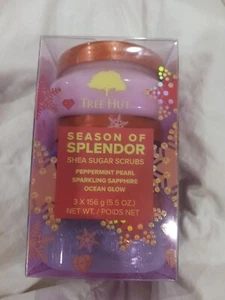 TREE HUT
SEASON OF
SPLENDOR
SHEA SUGAR SCRUBS
PEPPERMINT PEARL
SPARKLING SAPPHIRE
OCEAN GLOW
3 X 156 g (5.5 OZ.)
NET WT. / POIDS NET